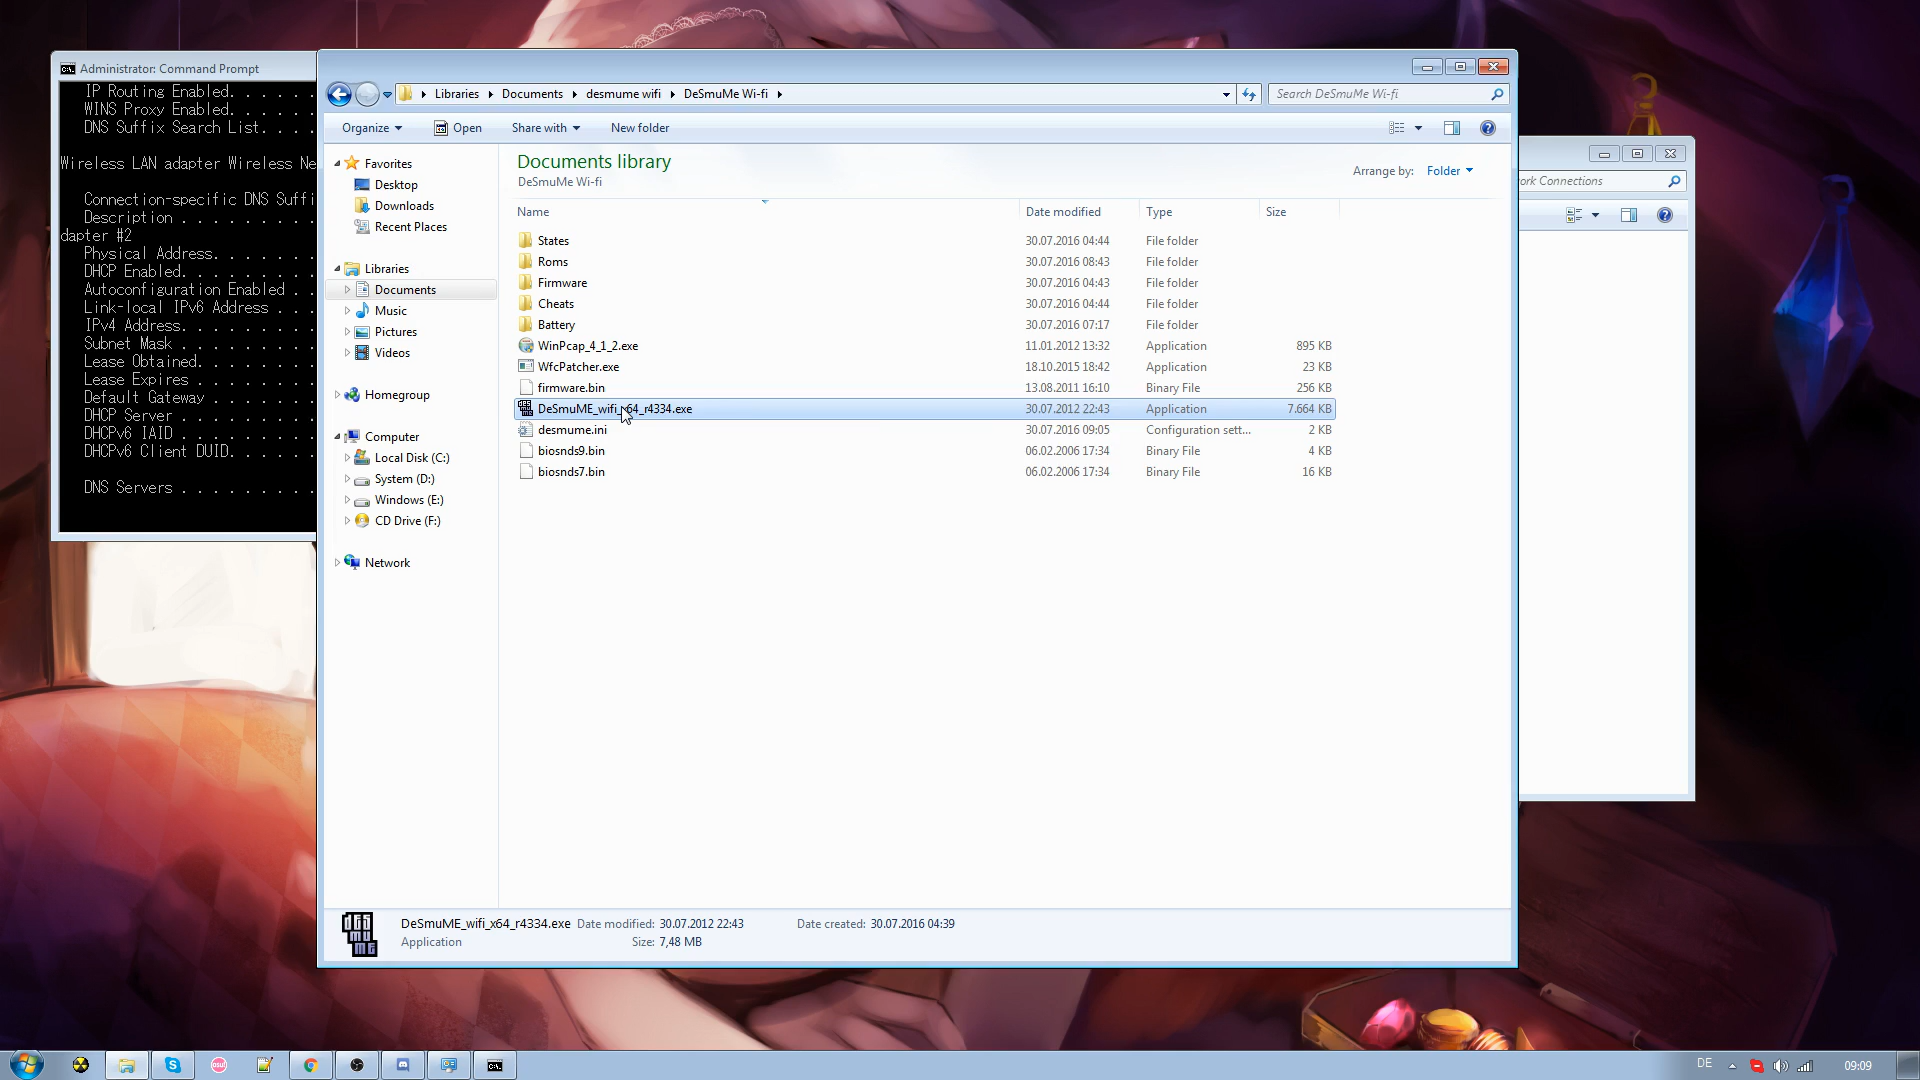 Administrator: Command Prompt
IP Routing Enabled. . . . . .
WINS Proxy Enabled. . . . . .
DNS Suffix Search List. . . .
Wireless LAN adapter Wireless Ne
Connection-specific DNS Suffi
Description . . . . . . . . .
dapter #2
Physical Address. . . . . . .
DHCP Enabled. . . . . . . . .
Autoconfiguration Enabled . .
Link-local IPv6 Address . . .
IPv4 Address. . . . . . . . .
Subnet Mask . . . . . . . . .
Lease Obtained. . . . . . . .
Lease Expires . . . . . . . .
Default Gateway . . . . . . .
DHCP Server . . . . . . . . .
DHCPv6 IAID . . . . . . . . .
DHCPv6 Client DUID. . . . . .
DNS Servers . . . . . . . . .
Libraries Documents desmume wifi DeSmuMe Wi-fi
Search DeSmuMe Wi-fi
Organize Open Share with New folder
Favorites
Desktop
Downloads
Recent Places
Libraries
Documents
Music
Pictures
Videos
Homegroup
Computer
Local Disk (C:)
System (D:)
Windows (E:)
CD Drive (F:)
Network
Documents library
DeSmuMe Wi-fi
Arrange by: Folder
Name Date modified Type Size
States 30.07.2016 04:44 File folder
Roms 30.07.2016 08:43 File folder
Firmware 30.07.2016 04:43 File folder
Cheats 30.07.2016 04:44 File folder
Battery 30.07.2016 07:17 File folder
WinPcap_4_1_2.exe 11.01.2012 13:32 Application 895 KB
WfcPatcher.exe 18.10.2015 18:42 Application 23 KB
firmware.bin 13.08.2011 16:10 Binary File 256 KB
DeSmuME_wifi_x64_r4334.exe 30.07.2012 22:43 Application 7.664 KB
desmume.ini 30.07.2016 09:05 Configuration sett... 2 KB
biosnds9.bin 06.02.2006 17:34 Binary File 4 KB
biosnds7.bin 06.02.2006 17:34 Binary File 16 KB
DeSmuME_wifi_x64_r4334.exe Date modified: 30.07.2012 22:43 Date created: 30.07.2016 04:39
Application Size: 7,48 MB
ork Connections
DE
09:09